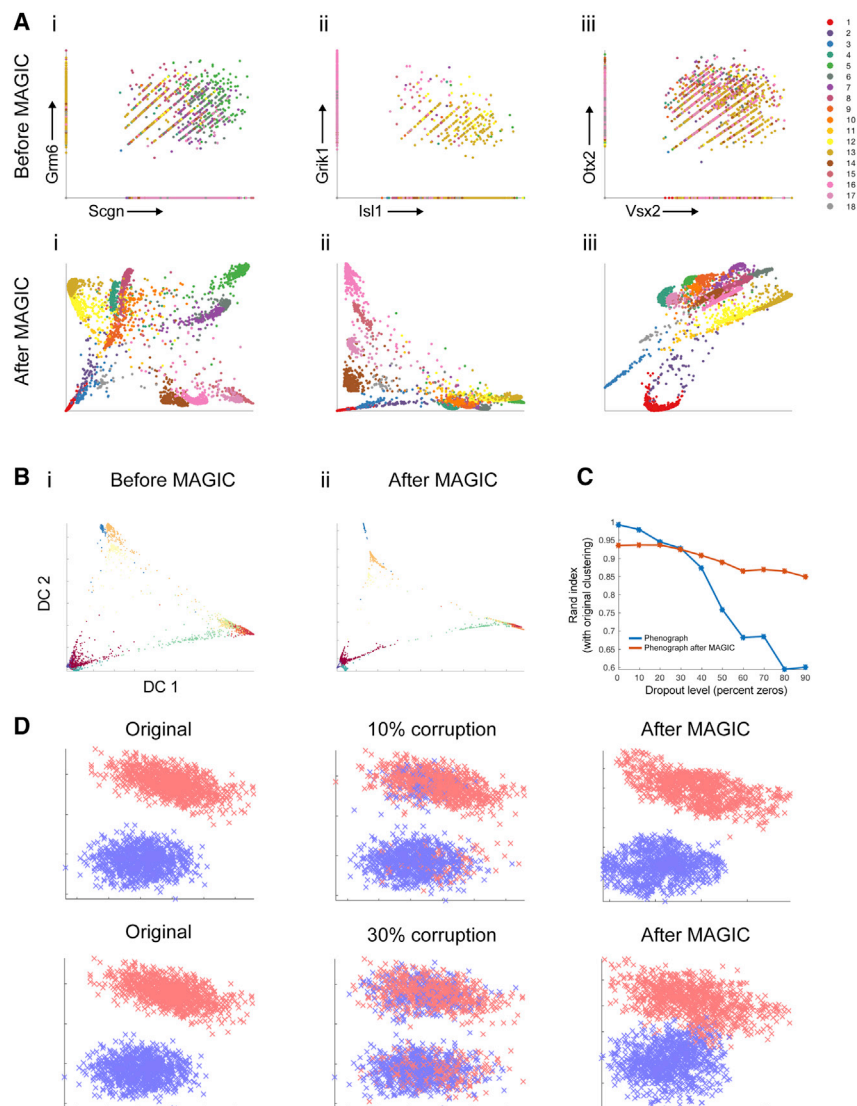 A
i
ii
iii
Before MAGIC
Grm6
Scgn
Grik1
Isl1
Otx2
Vsx2
1
2
3
4
5
6
7
8
9
10
11
12
13
14
15
16
17
18
After MAGIC
i
ii
iii
B
i
Before MAGIC
ii
After MAGIC
DC 2
DC 1
C
Rand index
(with original clustering)
1
0.95
0.9
0.85
0.8
0.75
0.7
0.65
0.6
Phenograph
Phenograph after MAGIC
0 10 20 30 40 50 60 70 80 90
Dropout level (percent zeros)
D
Original
10% corruption
After MAGIC
Original
30% corruption
After MAGIC